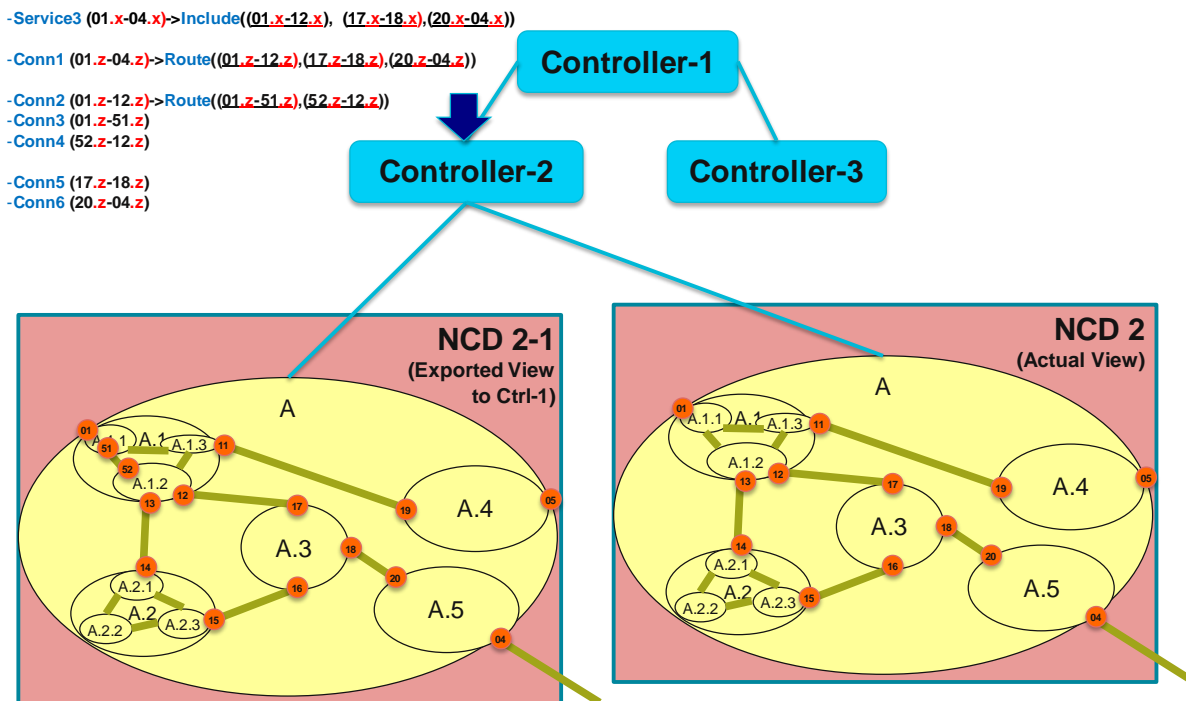 -Service3 (01.x-04.x)->Include((01.x-12.x), (17.x-18.x),(20.x-04.x))
-Conn1 (01.z-04.z)->Route((01.z-12.z),(17.z-18.z),(20.z-04.z))
-Conn2 (01.z-12.z)->Route((01.z-51.z),(52.z-12.z))
-Conn3 (01.z-51.z)
-Conn4 (52.z-12.z)
-Conn5 (17.z-18.z)
-Conn6 (20.z-04.z)
Controller-1
Controller-2
Controller-3
NCD 2-1
(Exported View
to Ctrl-1)
A
01
A.1.1
A.1
A.1.3
11
51
52
A.1.2
13
12
17
19
A.4
05
A.3
18
14
16
20
A.2.1
A.2
A.2.2
A.2.3
15
A.5
04
NCD 2
(Actual View)
A
01
A.1.1
A.1
A.1.3
11
A.1.2
13
12
17
19
A.4
05
A.3
18
14
16
20
A.2.1
A.2
A.2.2
A.2.3
15
A.5
04